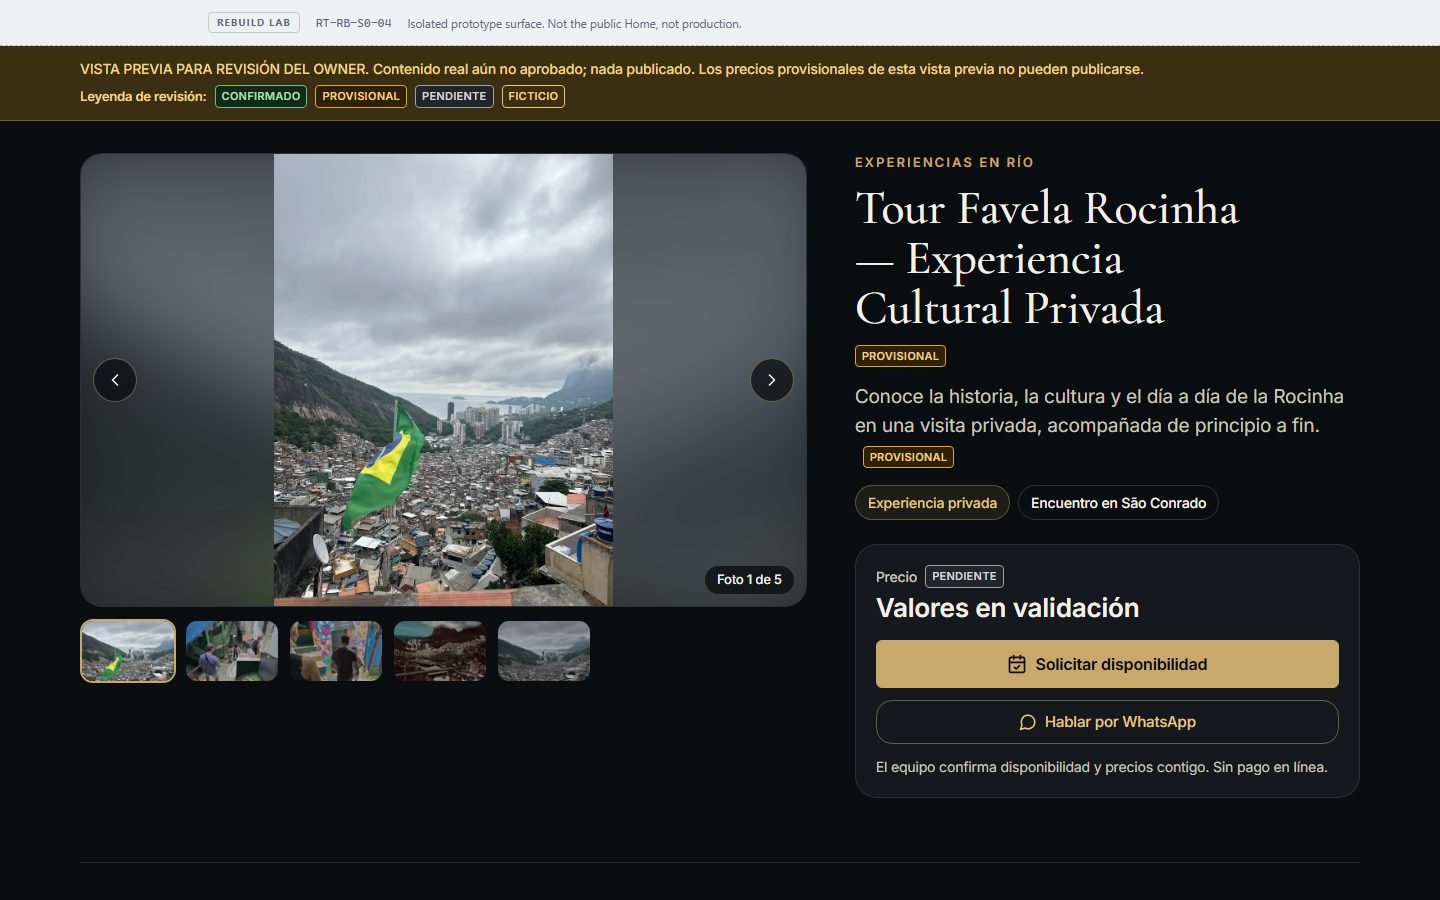 REBUILD LAB RT-RB-S0-04 Isolated prototype surface. Not the public Home, not production.
VISTA PREVIA PARA REVISIÓN DEL OWNER. Contenido real aún no aprobado; nada publicado. Los precios provisionales de esta vista previa no pueden publicarse.
Leyenda de revisión: CONFIRMADO PROVISIONAL PENDIENTE FICTICIO
Foto 1 de 5
EXPERIENCIAS EN RÍO
Tour Favela Rocinha
— Experiencia
Cultural Privada
PROVISIONAL
Conoce la historia, la cultura y el día a día de la Rocinha
en una visita privada, acompañada de principio a fin.
PROVISIONAL
Experiencia privada Encuentro en São Conrado
Precio PENDIENTE
Valores en validación
Solicitar disponibilidad
Hablar por WhatsApp
El equipo confirma disponibilidad y precios contigo. Sin pago en línea.